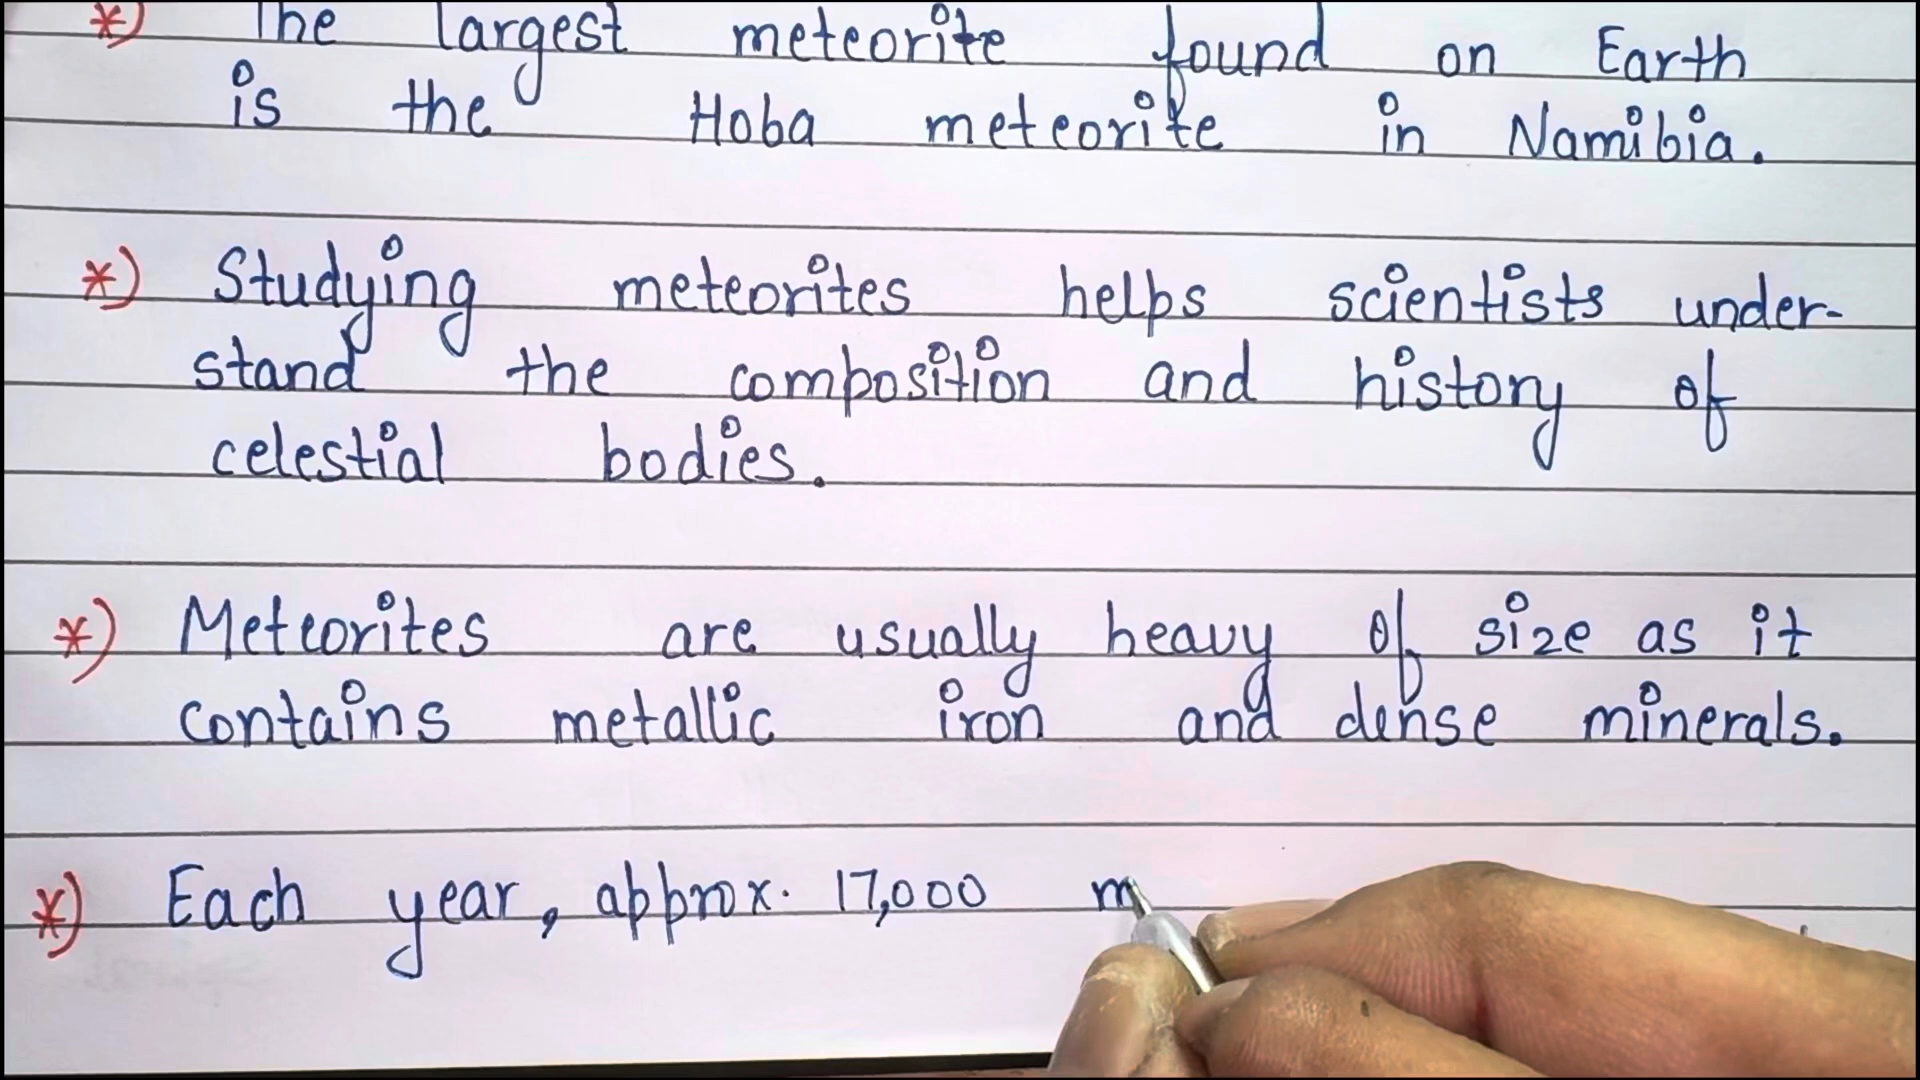 *) The largest meteorite found on Earth
is the Hoba meteorite in Namibia.
*) Studying meteorites helps scientists under-
stand the composition and history of
celestial bodies.
*) Meteorites are usually heavy of size as it
contains metallic iron and dense minerals.
*) Each year, approx. 17,000 m